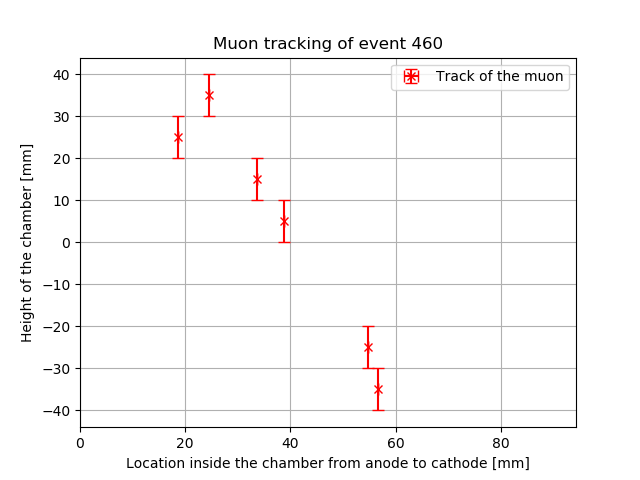 Muon tracking of event 460
Track of the muon
Height of the chamber [mm]
40
30
20
10
0
−10
−20
−30
−40
0 20 40 60 80
Location inside the chamber from anode to cathode [mm]